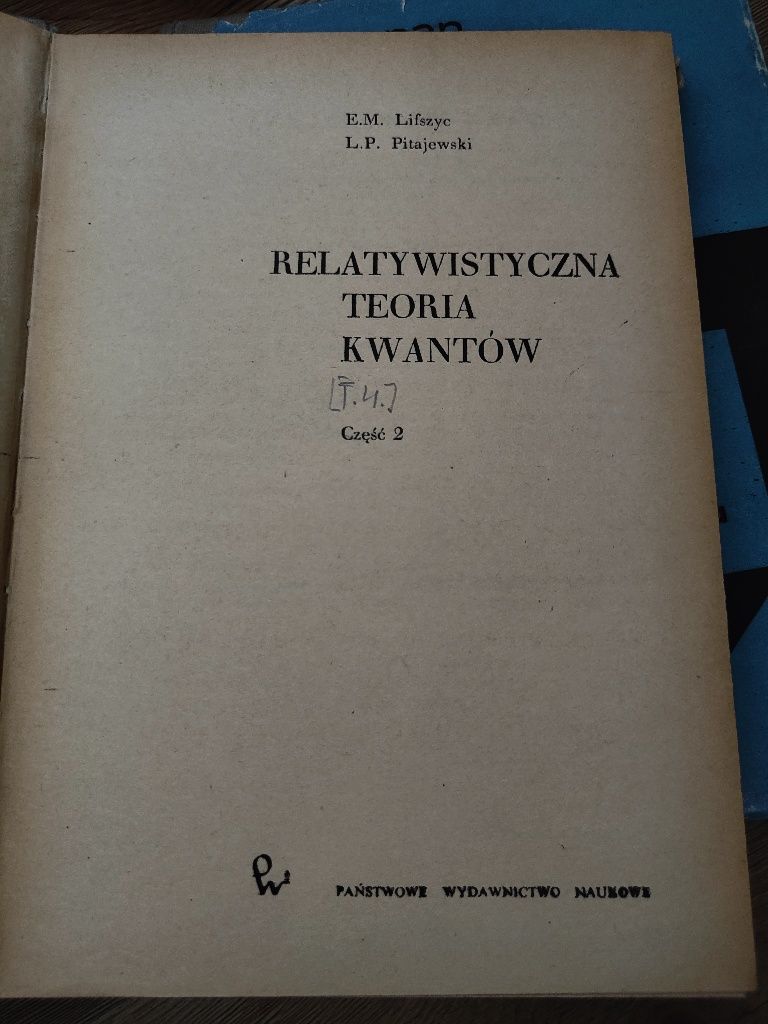 E.M. Lifszyc
L.P. Pitajewski
RELATYWISTYCZNA
TEORIA
KWANTÓW
[T.4.]
Część 2
PAŃSTWOWE WYDAWNICTWO NAUKOWE